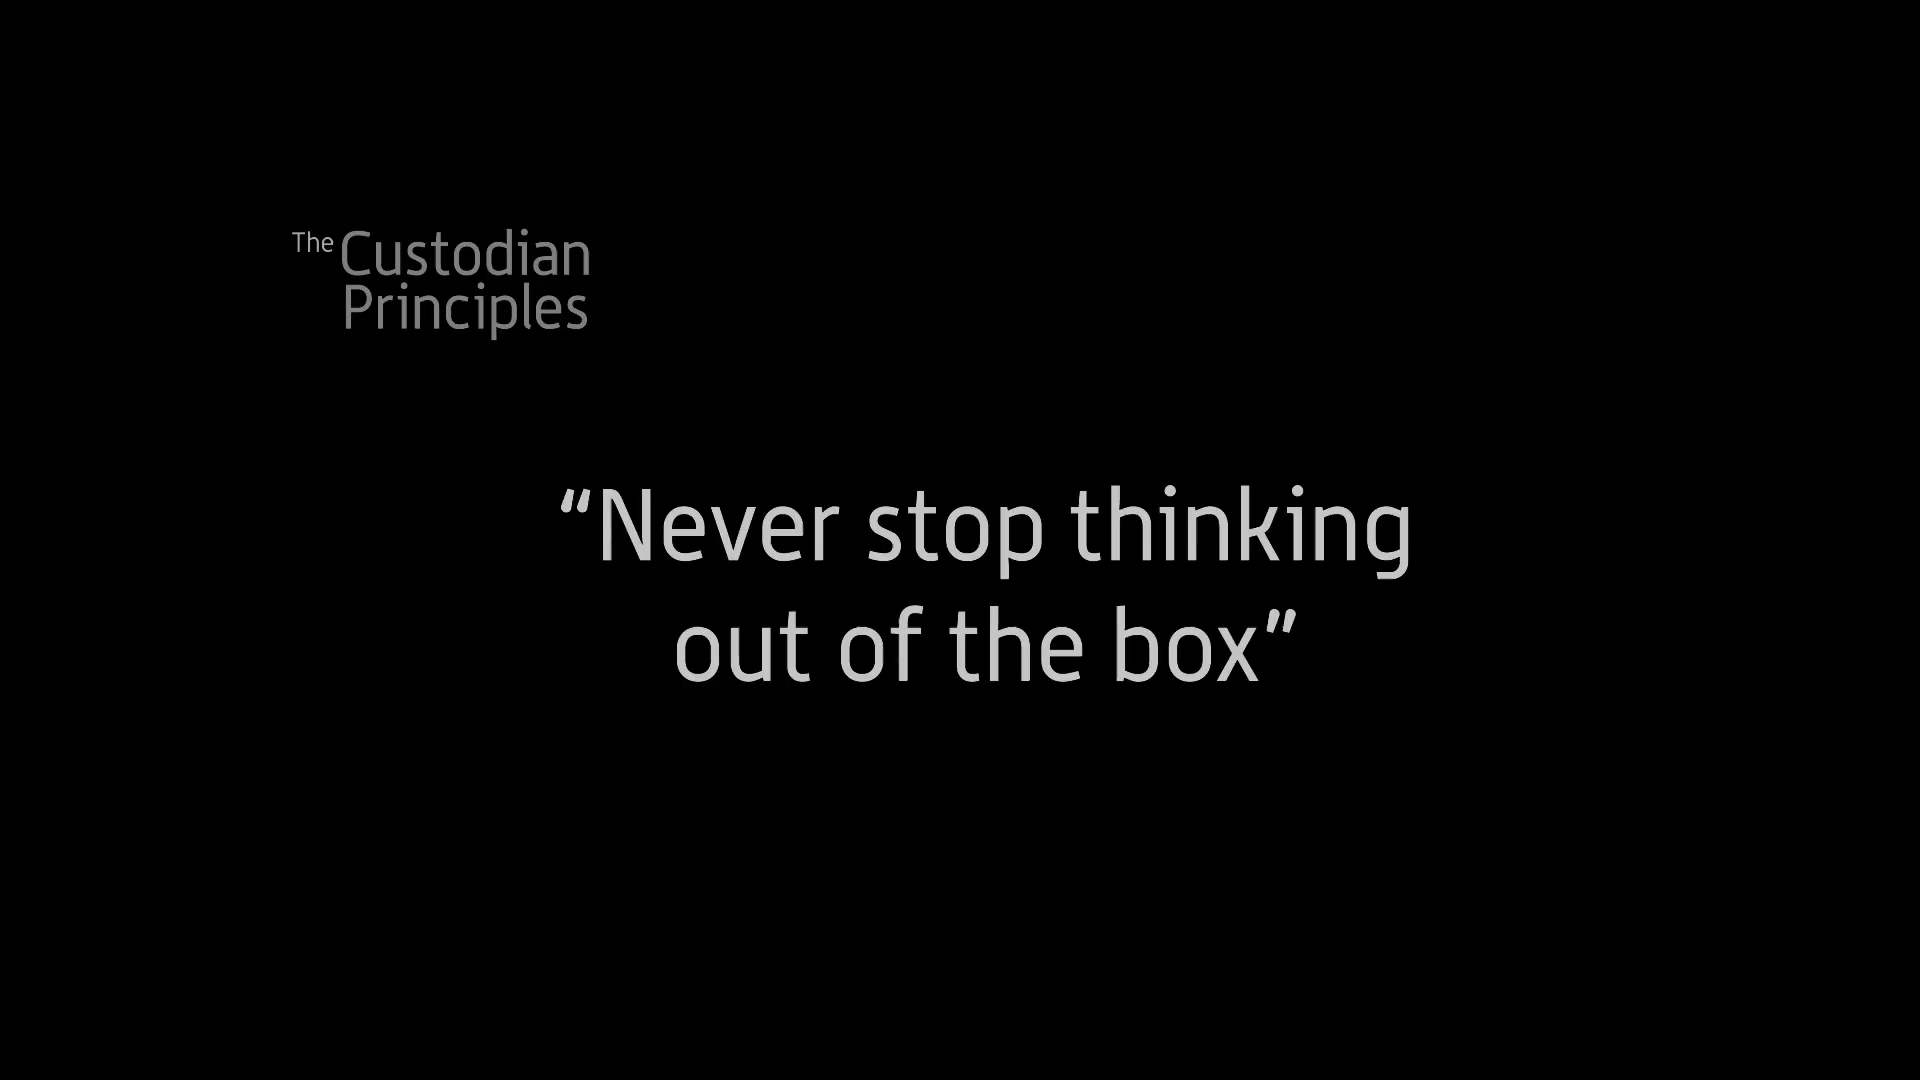 The Custodian
Principles
“Never stop thinking
out of the box”